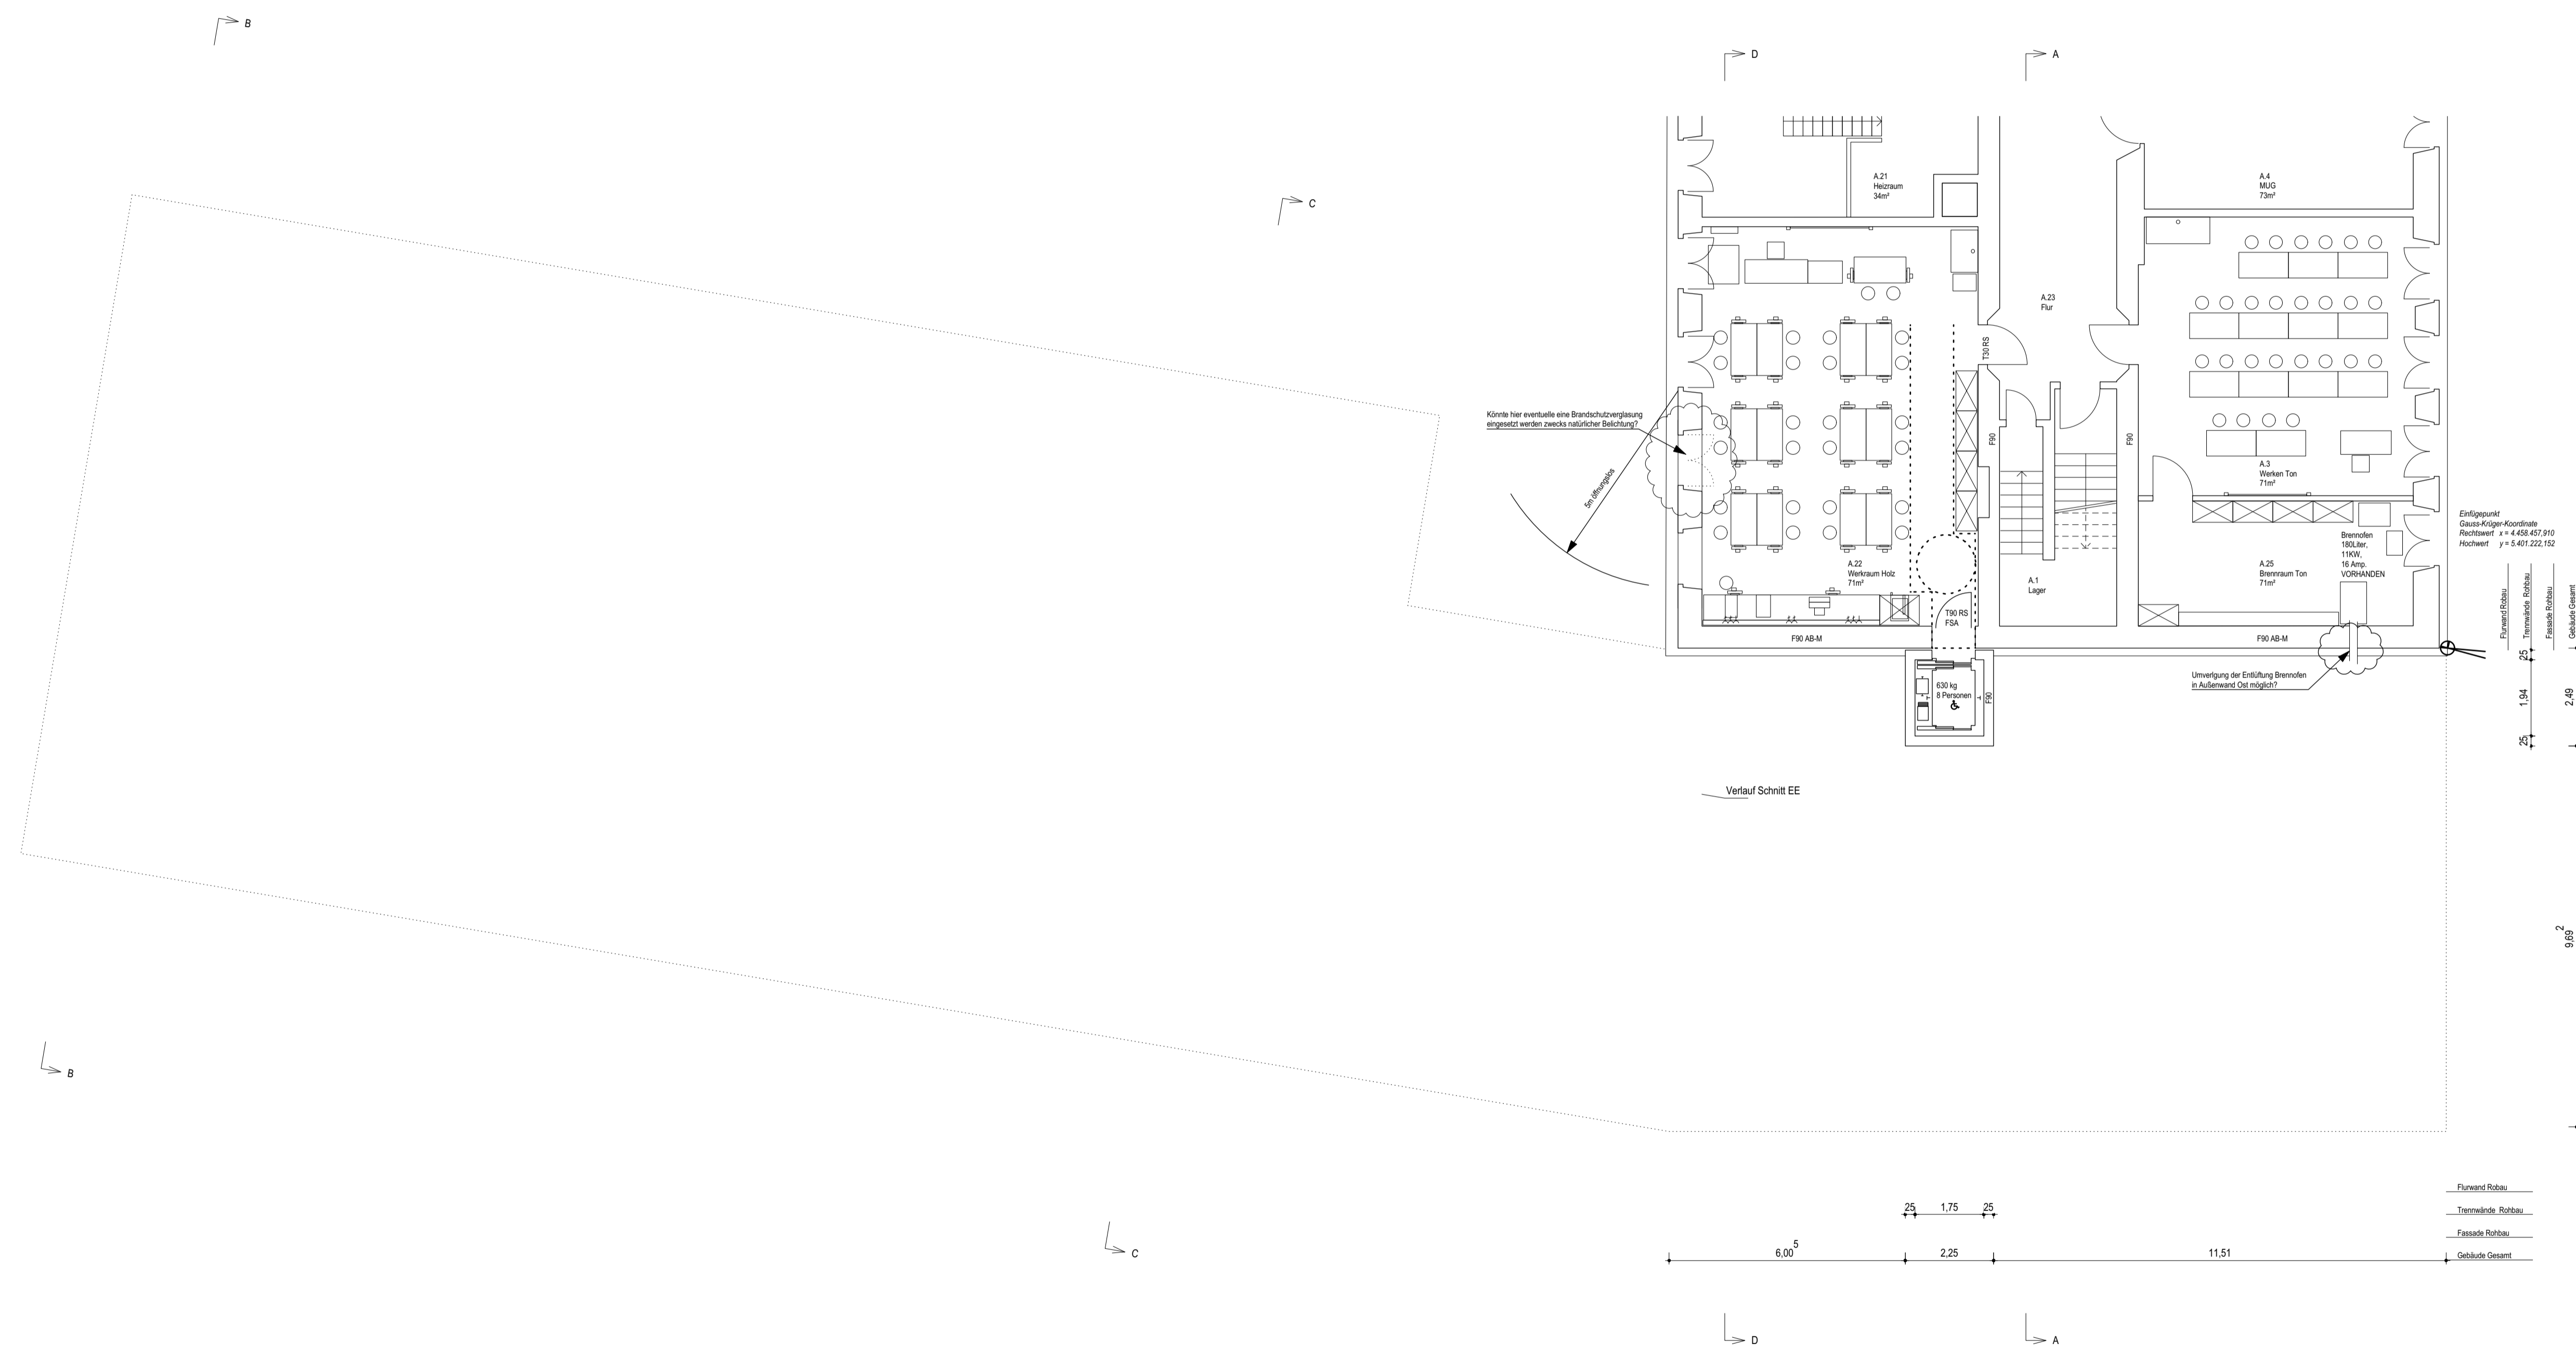 B
D
A
A.21
Heizraum
34m²
A.4
MUG
73m²
C
A.23
Flur
T30 RS
Könnte hier eventuelle eine Brandschutzverglasung
eingesetzt werden zwecks natürlicher Belichtung?
5m öffnungslos
F90
F90
A.3
Werken Ton
71m²
Einfügepunkt
Gauss-Krüger-Koordinate
Rechtswert x = 4.458.457,910
Hochwert y = 5.401.222,152
Brennofen
180Liter,
11KW,
16 Amp.
VORHANDEN
A.22
Werkraum Holz
71m²
A.1
Lager
A.25
Brennraum Ton
71m²
T90 RS
FSA
F90 AB-M
F90 AB-M
Flurwand Robau
Trennwände Rohbau
Fassade Rohbau
Gebäude Gesamt
Umverlgung der Entlüftung Brennofen
in Außenwand Ost möglich?
630 kg
8 Personen
F90
25
1,94
25
2,49
Verlauf Schnitt EE
9,69
2
B
C
Flurwand Robau
Trennwände Rohbau
Fassade Rohbau
Gebäude Gesamt
25
1,75
25
6,00
5
2,25
11,51
D
A